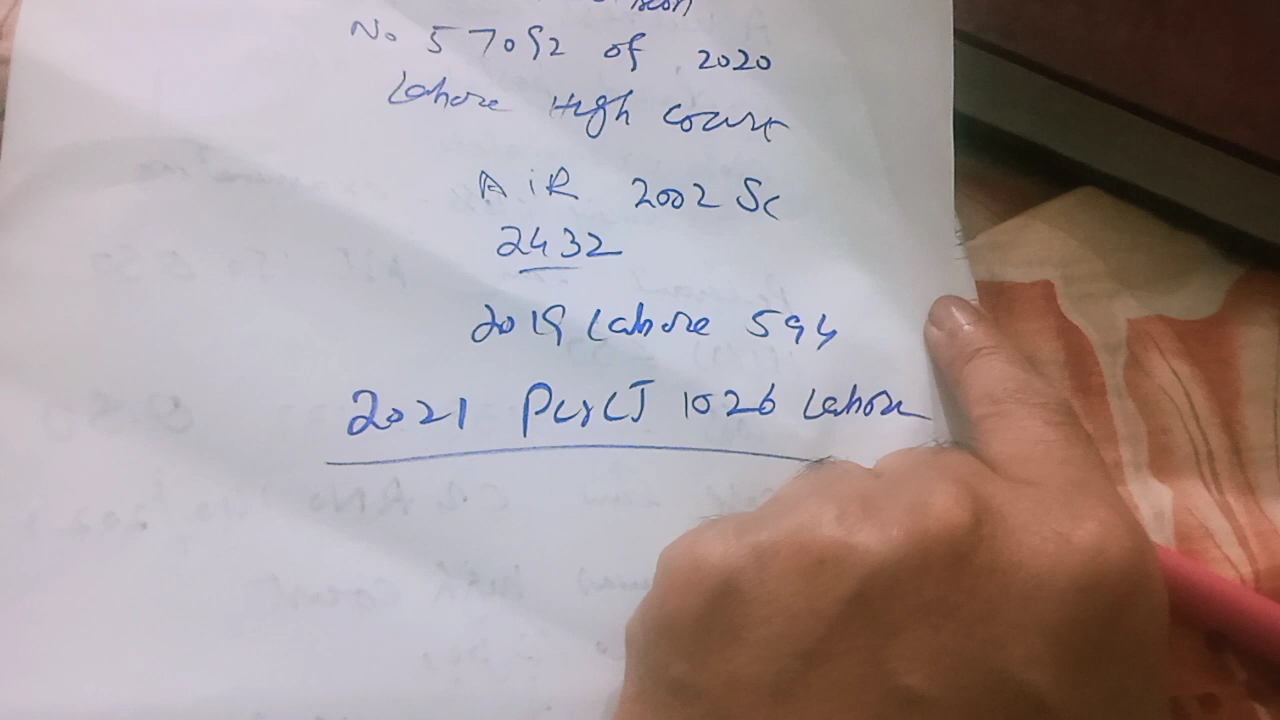 No 57092 of 2020
Lahore High Court
AiR 2002 Sc
2432
2019 Lahore 594
2021 PCrLJ 1026 Lahore